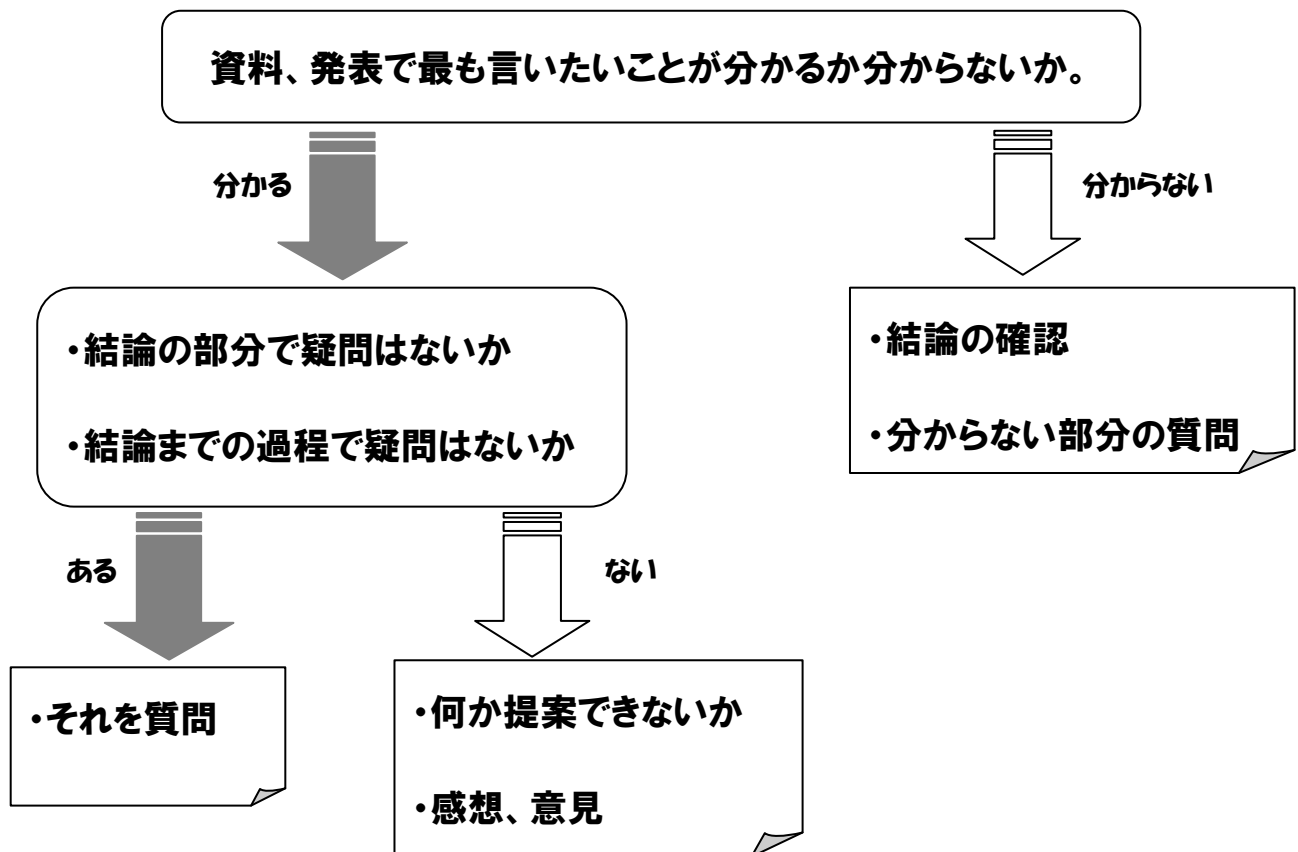 資料、発表で最も言いたいことが分かるか分からないか。
分かる
分からない
・結論の部分で疑問はないか
・結論までの過程で疑問はないか
・結論の確認
・分からない部分の質問
ある
ない
・それを質問
・何か提案できないか
・感想、意見